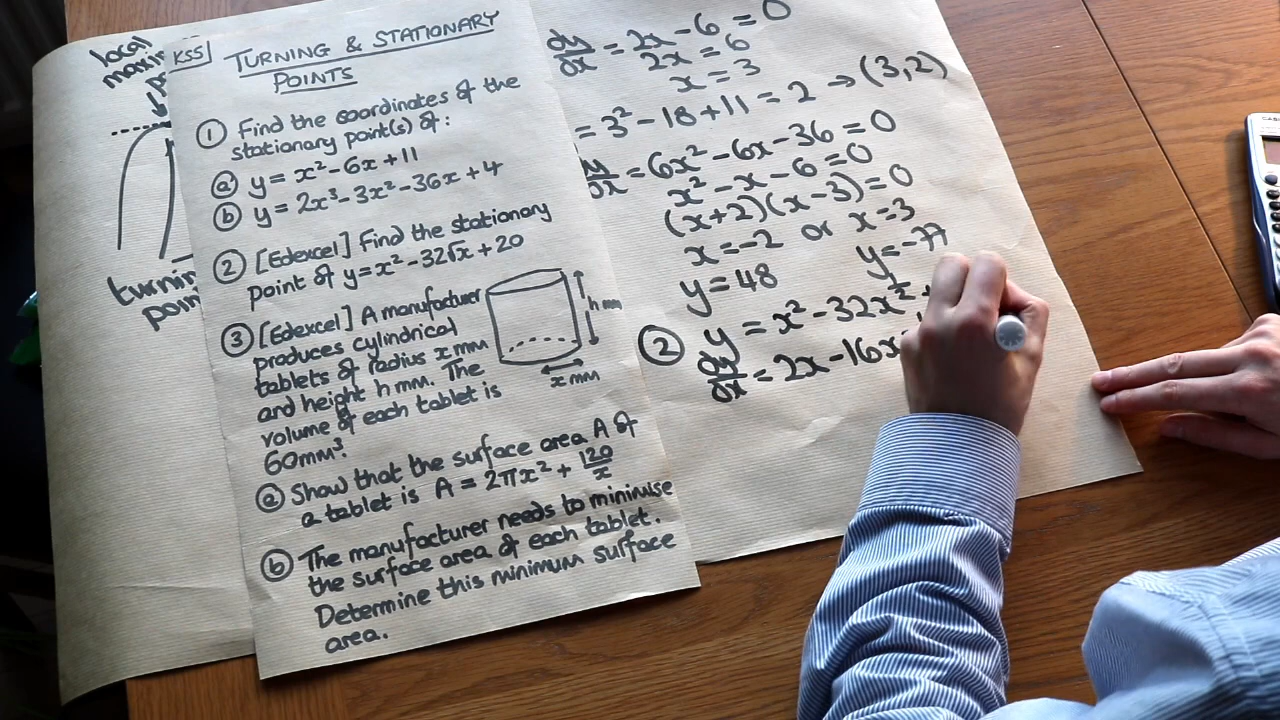 local
KS5
TURNING & STATIONARY
POINTS
① Find the coordinates of the
stationary point(s) of:
ⓐ y = x² - 6x + 11
ⓑ y = 2x³ - 3x² - 36x + 4
② [Edexcel] Find the stationary
point of y = x² - 32√x + 20
③ [Edexcel] A manufacturer
produces cylindrical
tablets of radius x mm
and height h mm. The
volume of each tablet is
60mm³.
h mm
x mm
ⓐ Show that the surface area A of
a tablet is A = 2πx² + 120/x
ⓑ The manufacturer needs to minimise
the surface area of each tablet.
Determine this minimum surface
area.
dy/dx = 2x - 6 = 0
2x = 6
x = 3
= 3² - 18 + 11 = 2 → (3,2)
dy/dx = 6x² - 6x - 36 = 0
x² - x - 6 = 0
(x+2)(x-3) = 0
x = -2 or x = 3
y = 48 y = -77
② y = x² - 32x
dy/dx = 2x - 16x